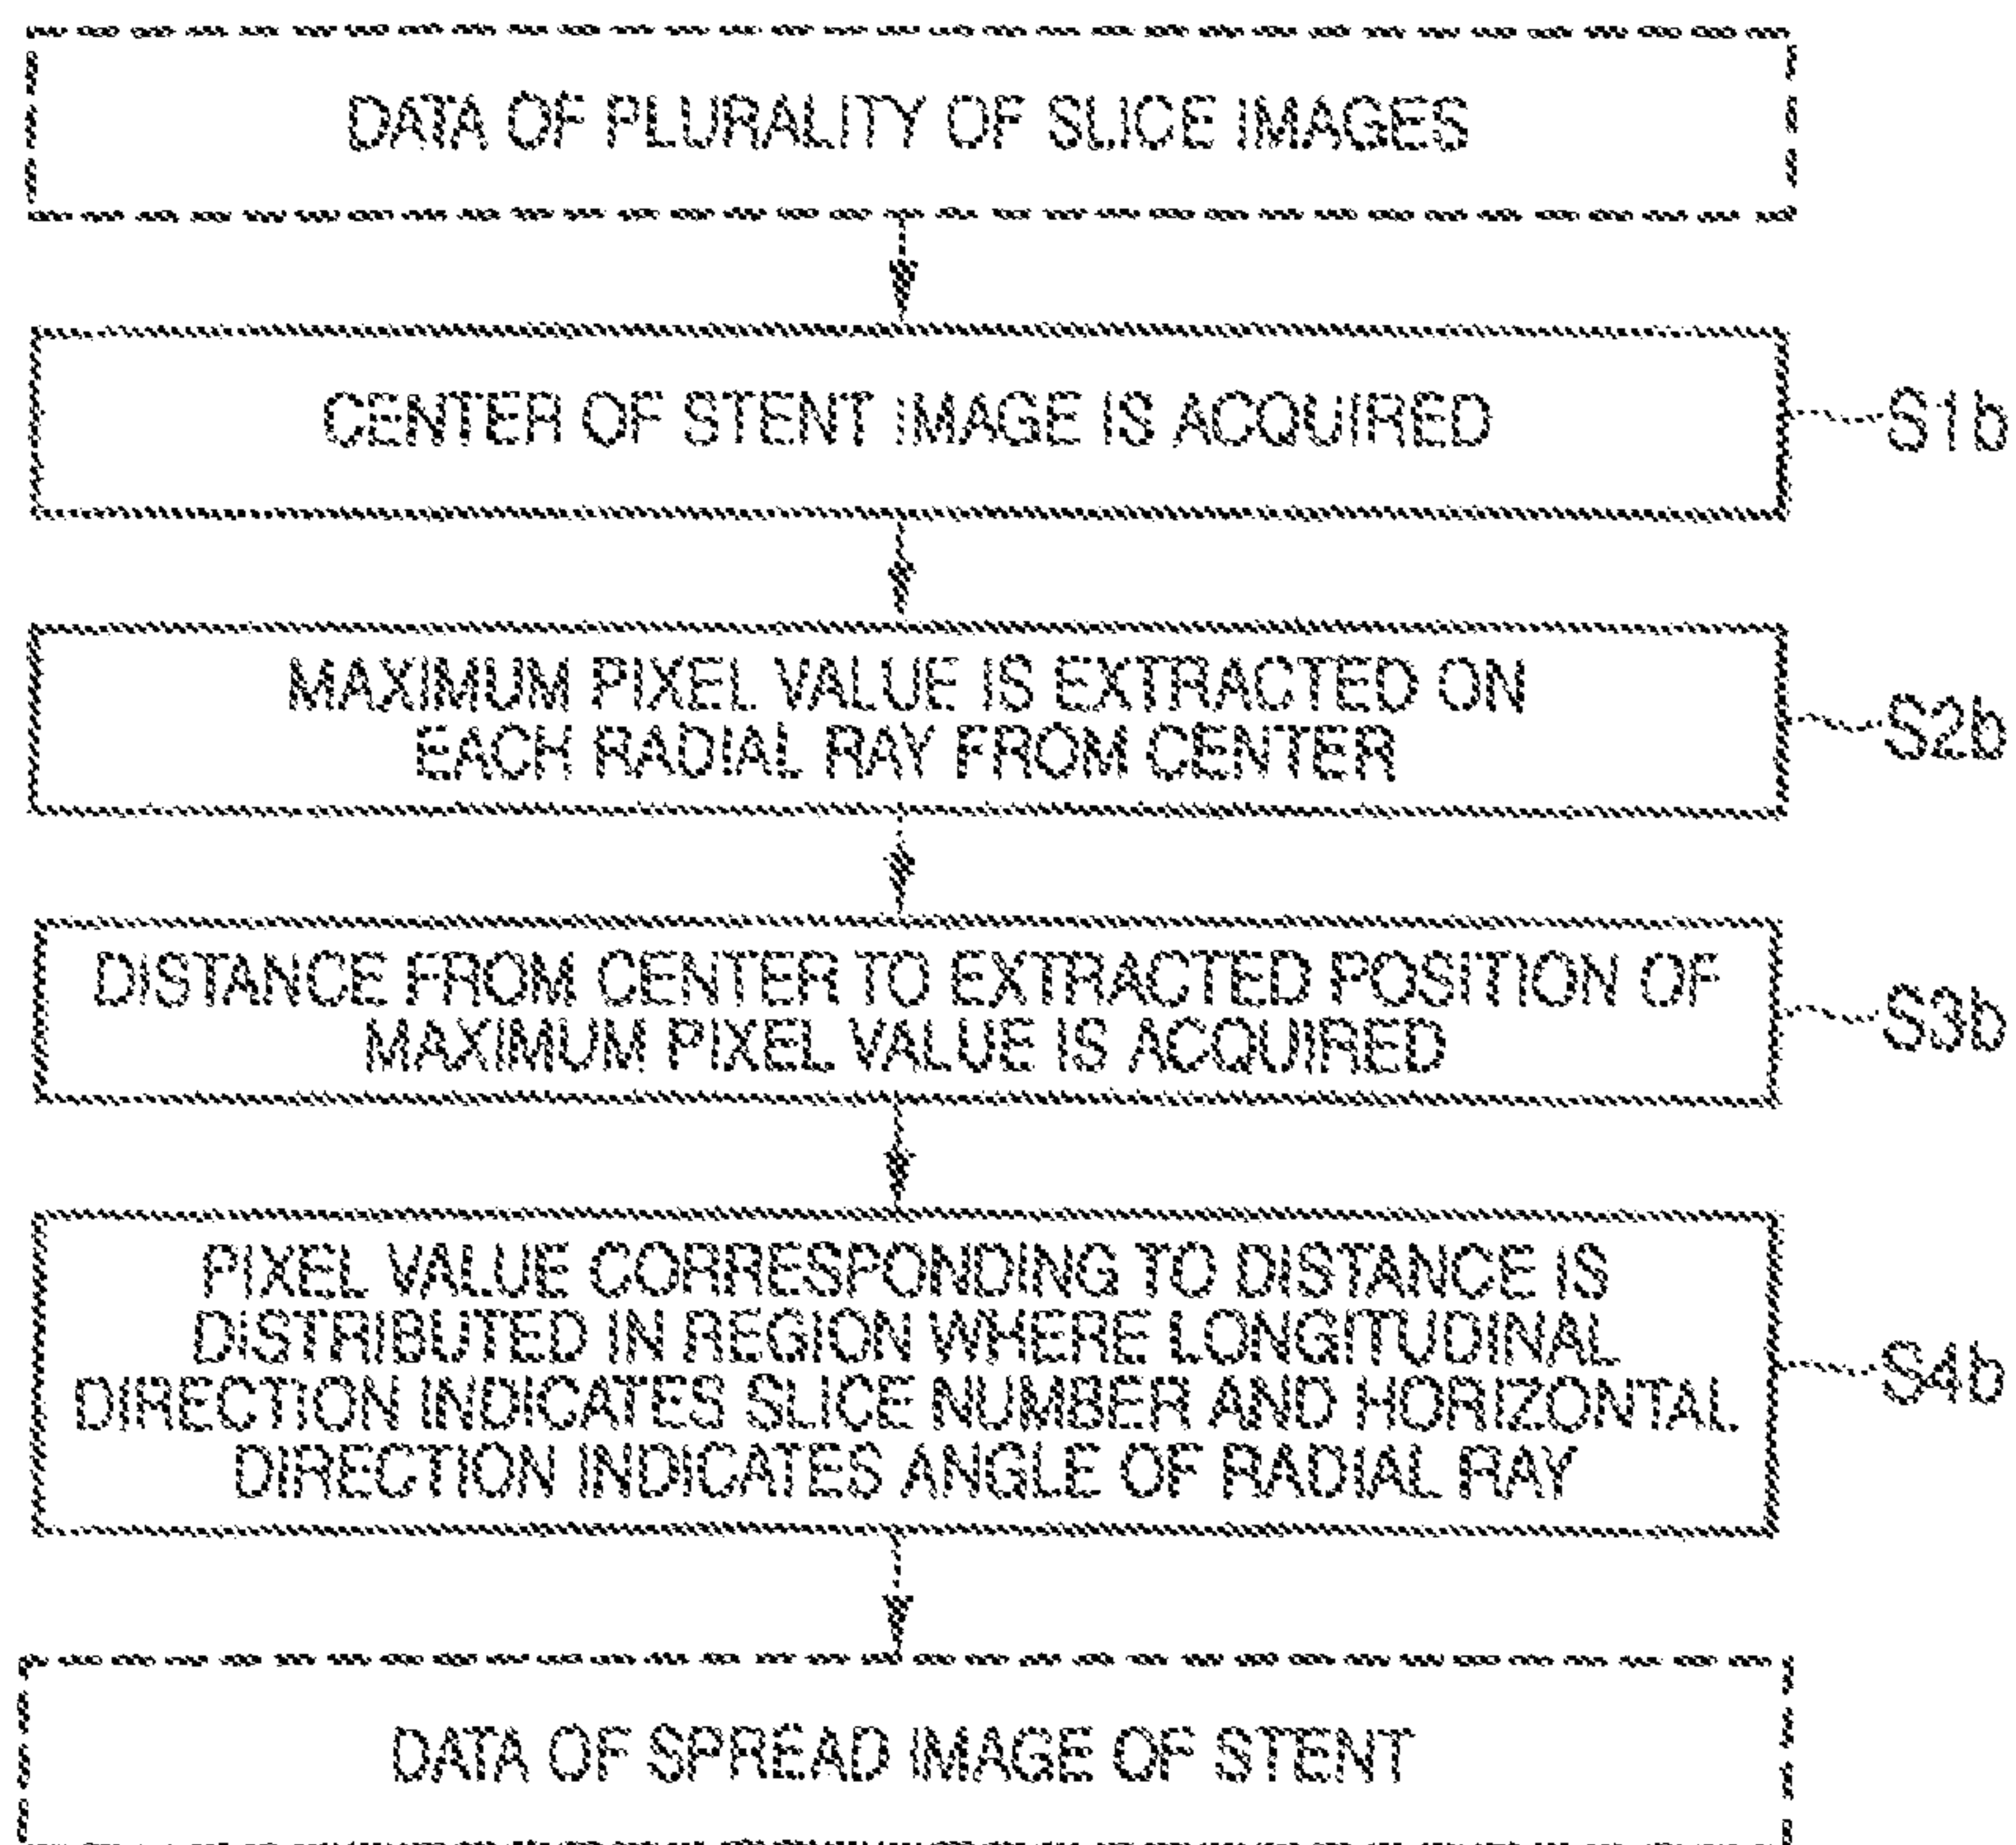 DATA OF PLURALITY OF SLICE IMAGES
CENTER OF STENT IMAGE IS ACQUIRED
S1b
MAXIMUM PIXEL VALUE IS EXTRACTED ON
EACH RADIAL RAY FROM CENTER
S2b
DISTANCE FROM CENTER TO EXTRACTED POSITION OF
MAXIMUM PIXEL VALUE IS ACQUIRED
S3b
PIXEL VALUE CORRESPONDING TO DISTANCE IS
DISTRIBUTED IN REGION WHERE LONGITUDINAL
DIRECTION INDICATES SLICE NUMBER AND HORIZONTAL
DIRECTION INDICATES ANGLE OF RADIAL RAY
S4b
DATA OF SPREAD IMAGE OF STENT